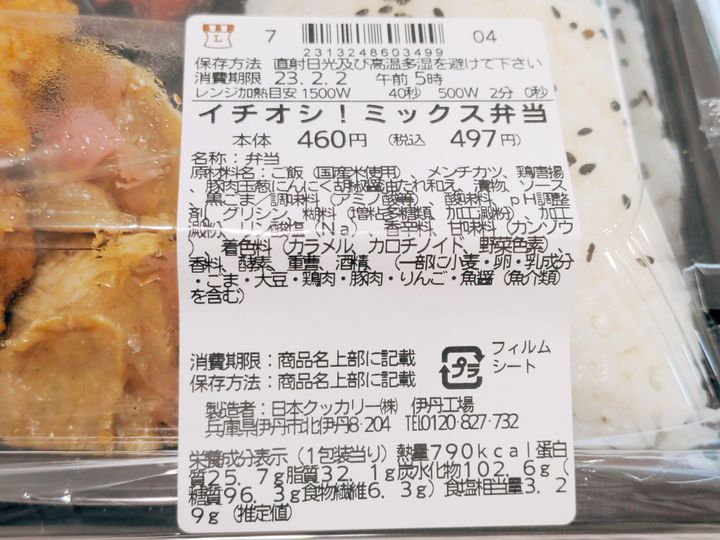 L 7 04
2313248603499
保存方法 直射日光及び高温多湿を避けて下さい
消費期限 23.2.2 午前5時
レンジ加熱目安 1500W 40秒 500W 2分 0秒
イチオシ!ミックス弁当
本体 460円 (税込 497円)
名称:弁当
原材料名:ご飯(国産米使用)、メンチカツ、鶏唐揚
、豚肉玉葱にんにく胡椒醤油たれ和え、漬物、ソース
、黒ごま/調味料(アミノ酸等)、酸味料、pH調整
剤、グリシン、糊料(増粘多糖類、加工澱粉)、加工
澱粉、リン酸塩(Na)、香辛料、甘味料(カンゾウ
)、着色料(カラメル、カロチノイド、野菜色素)、
香料、酵素、重曹、酒精、(一部に小麦・卵・乳成分
・ごま・大豆・鶏肉・豚肉・りんご・魚醤(魚介類)
を含む)
消費期限:商品名上部に記載
保存方法:商品名上部に記載
プラ
フィルム
シート
製造者:日本クッカリー㈱ 伊丹工場
兵庫県伊丹市北伊丹8-204 TEL0120-827-732
栄養成分表示(1包装当り)熱量790kcal蛋白
質25.7g脂質32.1g炭水化物102.6g(
糖質96.3g食物繊維6.3g)食塩相当量3.2
9g(推定値)